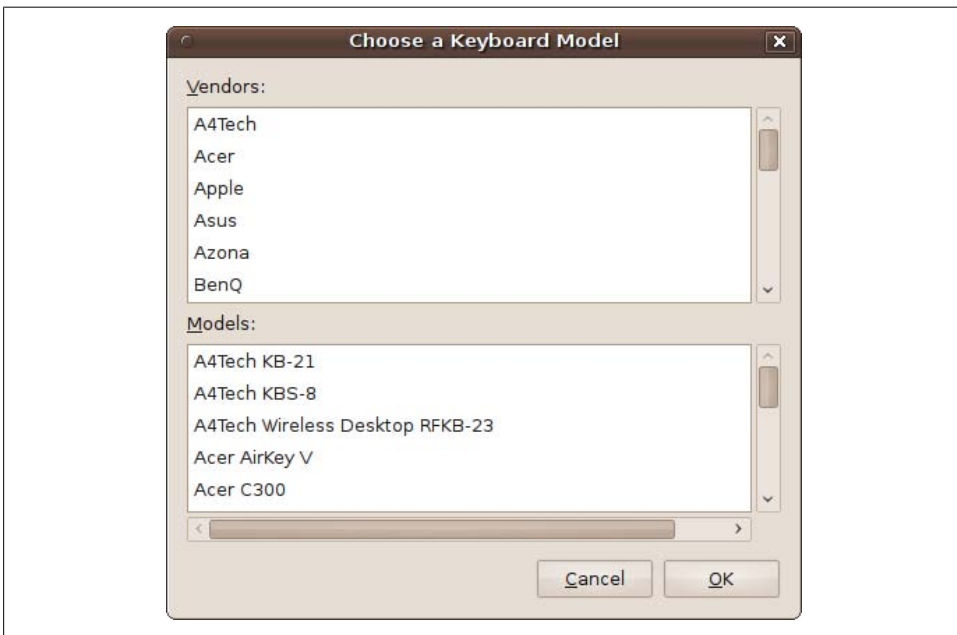 Choose a Keyboard Model
Vendors:
A4Tech
Acer
Apple
Asus
Azona
BenQ
Models:
A4Tech KB-21
A4Tech KBS-8
A4Tech Wireless Desktop RFKB-23
Acer AirKey V
Acer C300
Cancel OK